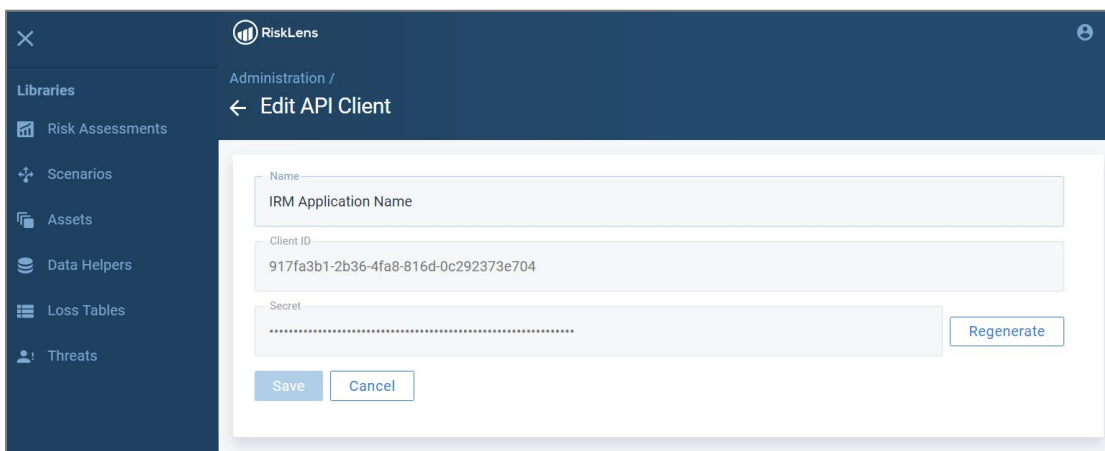 RiskLens
Libraries
Risk Assessments
Scenarios
Assets
Data Helpers
Loss Tables
Threats
Administration /
Edit API Client
Name
IRM Application Name
Client ID
917fa3b1-2b36-4fa8-816d-0c292373e704
Secret
Regenerate
Save
Cancel